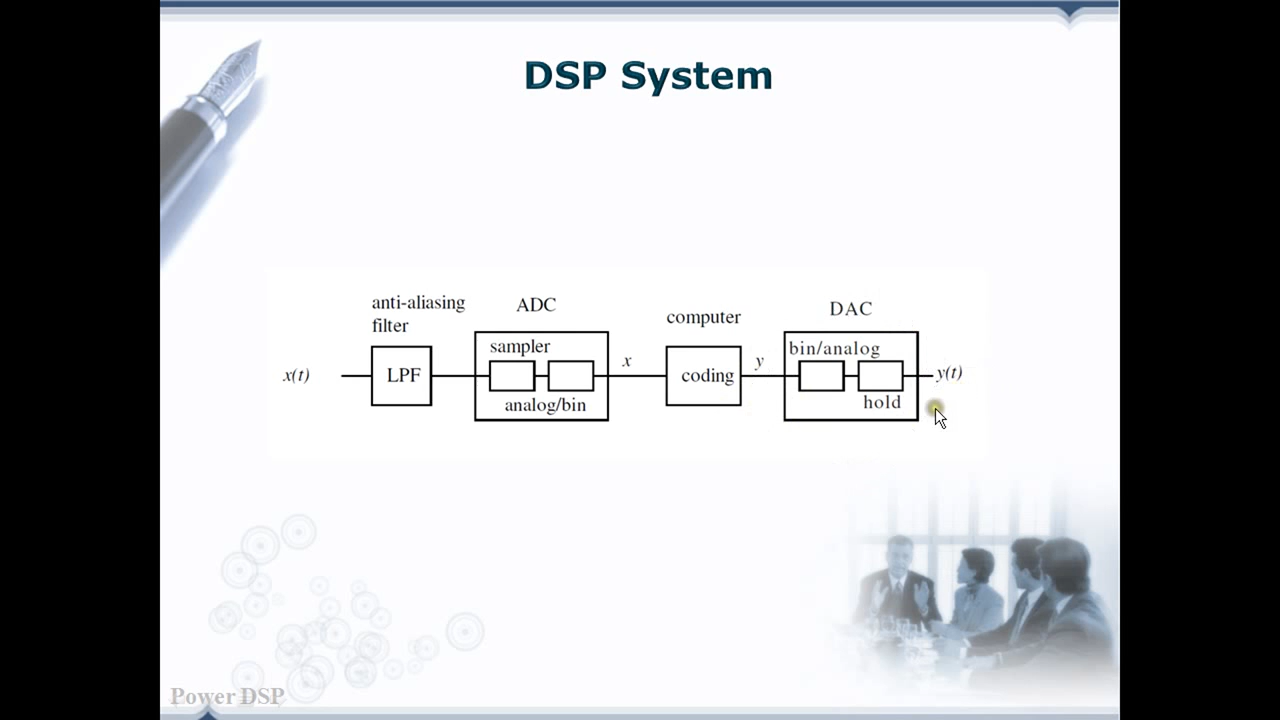 DSP System
anti-aliasing
filter
ADC
computer
DAC
sampler
bin/analog
x(t)
LPF
x
coding
y
y(t)
analog/bin
hold
Power DSP